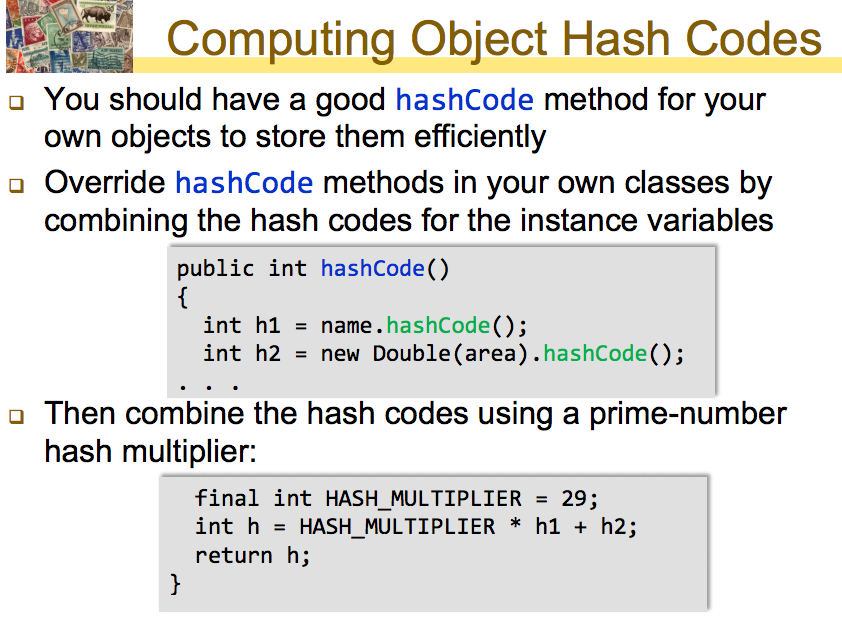 Computing Object Hash Codes
You should have a good hashCode method for your
own objects to store them efficiently
Override hashCode methods in your own classes by
combining the hash codes for the instance variables
public int hashCode()
{
int h1 = name.hashCode();
int h2 = new Double(area).hashCode();
. . .
Then combine the hash codes using a prime-number
hash multiplier:
final int HASH_MULTIPLIER = 29;
int h = HASH_MULTIPLIER * h1 + h2;
return h;
}